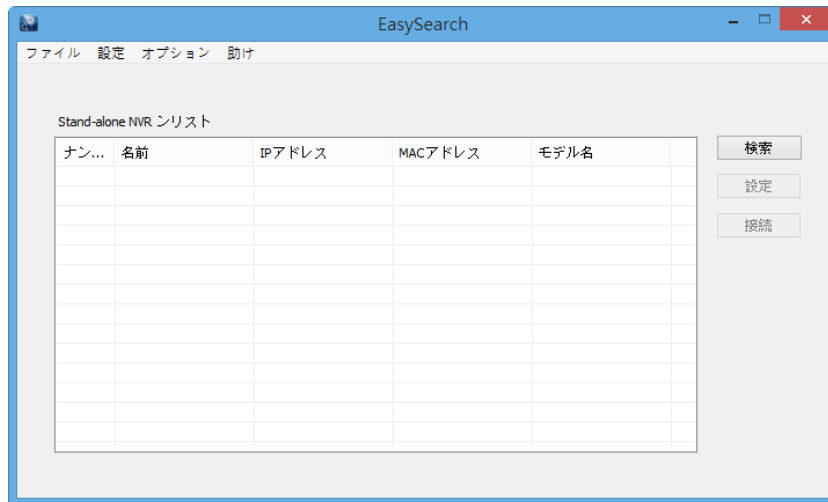 EasySearch
ファイル 設定 オプション 助け
Stand-alone NVR ンリスト
ナン... 名前 IPアドレス MACアドレス モデル名
検索
設定
接続